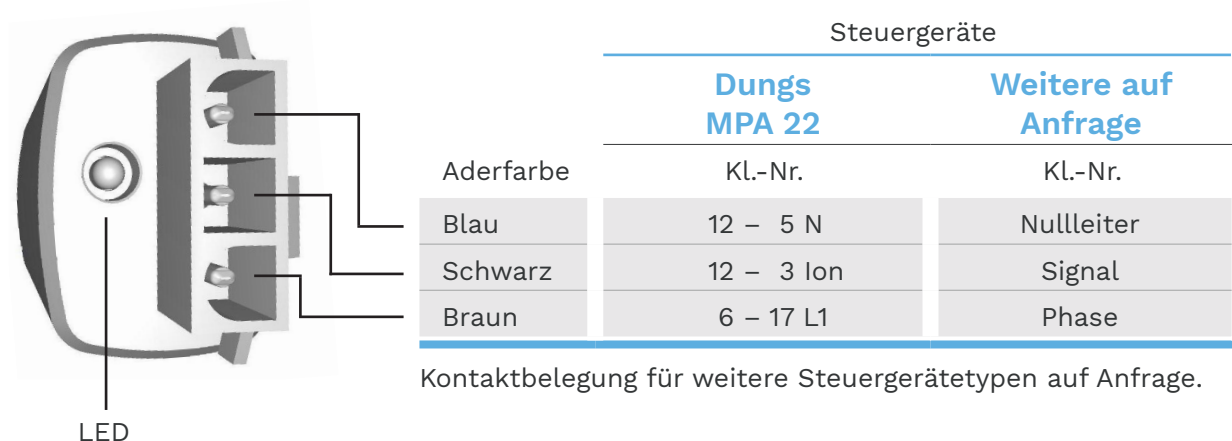 Steuergeräte
Dungs MPA 22
Weitere auf Anfrage
Aderfarbe Kl.-Nr. Kl.-Nr.
Blau 12 – 5 N Nullleiter
Schwarz 12 – 3 Ion Signal
Braun 6 – 17 L1 Phase
Kontaktbelegung für weitere Steuergerätetypen auf Anfrage.
LED